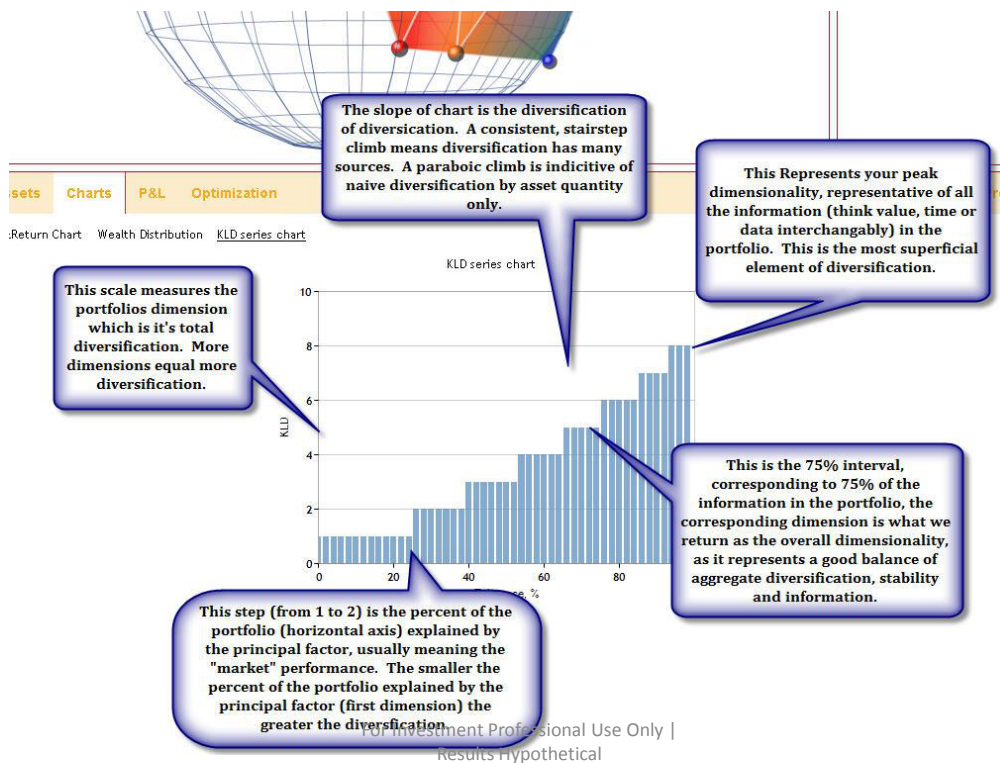 The slope of chart is the diversification
of diversication.  A consistent, stairstep
climb means diversification has many
sources.  A paraboic climb is indicitive of
naive diversification by asset quantity
only.
This Represents your peak
dimensionality, representative of all
the information (think value, time or
data interchangably) in the
portfolio.  This is the most superficial
element of diversification.
ssets Charts P&L Optimization
:Return Chart Wealth Distribution KLD series chart
KLD series chart
This scale measures the
portfolios dimension
which is it's total
diversification.  More
dimensions equal more
diversification.
10
8
6
4
2
0
KLD
0 20 40 60 80
%
This is the 75% interval,
corresponding to 75% of the
information in the portfolio, the
corresponding dimension is what we
return as the overall dimensionality,
as it represents a good balance of
aggregate diversification, stability
and information.
This step (from 1 to 2) is the percent of the
portfolio (horizontal axis) explained by
the principal factor, usually meaning the
"market" performance.  The smaller the
percent of the portfolio explained by the
principal factor (first dimension) the
greater the diversfication.
For Investment Professional Use Only |
Results Hypothetical